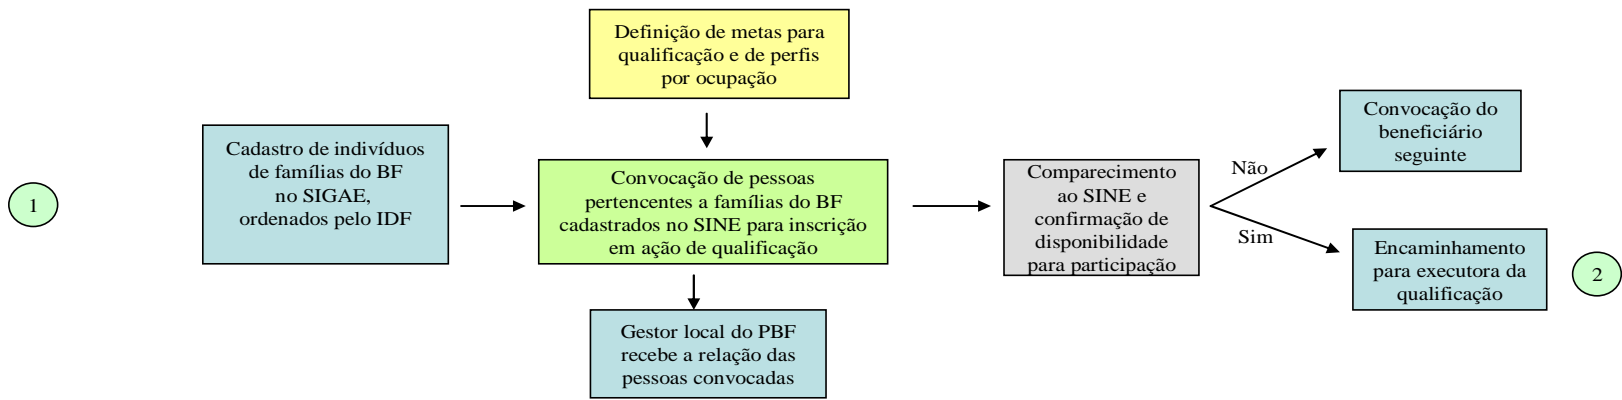 Definição de metas para
qualificação e de perfis
por ocupação
1
Cadastro de indivíduos
de famílias do BF
no SIGAE,
ordenados pelo IDF
Convocação de pessoas
pertencentes a famílias do BF
cadastrados no SINE para inscrição
em ação de qualificação
Gestor local do PBF
recebe a relação das
pessoas convocadas
Comparecimento
ao SINE e
confirmação de
disponibilidade
para participação
Não
Convocação do
beneficiário
seguinte
Sim
Encaminhamento
para executora da
qualificação
2